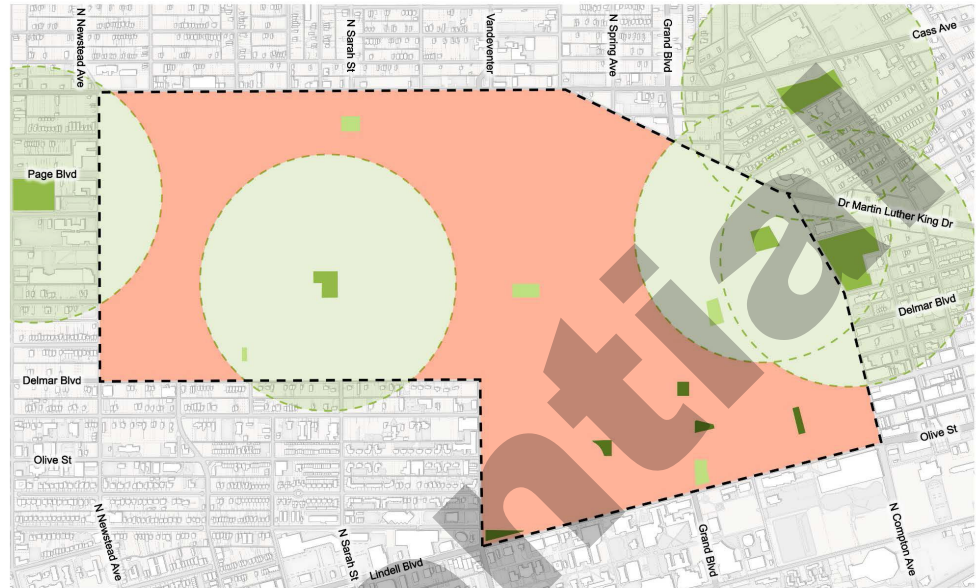 N Newstead Ave
N Sarah St
Vandeventer
N Spring Ave
Grand Blvd
Cass Ave
Page Blvd
Dr Martin Luther King Dr
Delmar Blvd
Delmar Blvd
Olive St
Olive St
N Newstead Ave
N Sarah St
Lindell Blvd
Grand Blvd
N Compton Ave
ntial